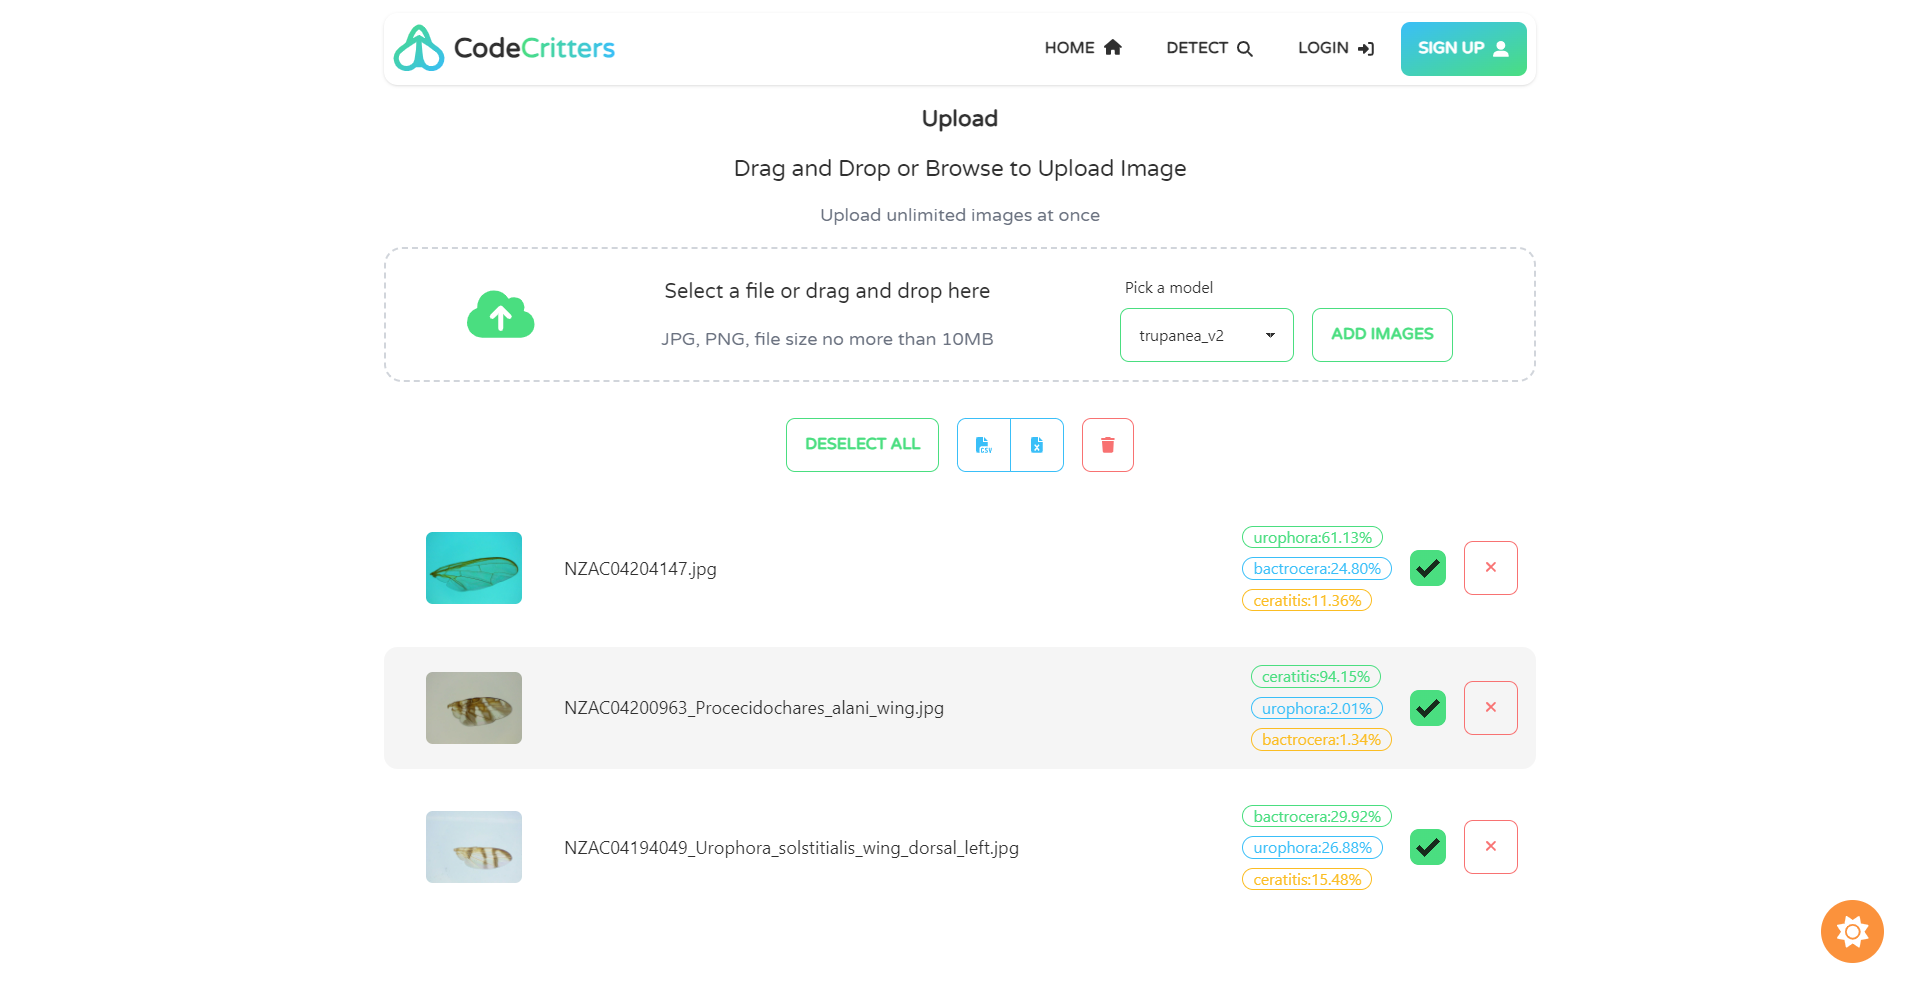 CodeCritters
HOME
DETECT
LOGIN
SIGN UP
Upload
Drag and Drop or Browse to Upload Image
Upload unlimited images at once
Select a file or drag and drop here
JPG, PNG, file size no more than 10MB
Pick a model
trupanea_v2
ADD IMAGES
DESELECT ALL
CSV
X
NZAC04204147.jpg
urophora:61.13%
bactrocera:24.80%
ceratitis:11.36%
NZAC04200963_Procecidochares_alani_wing.jpg
ceratitis:94.15%
urophora:2.01%
bactrocera:1.34%
NZAC04194049_Urophora_solstitialis_wing_dorsal_left.jpg
bactrocera:29.92%
urophora:26.88%
ceratitis:15.48%